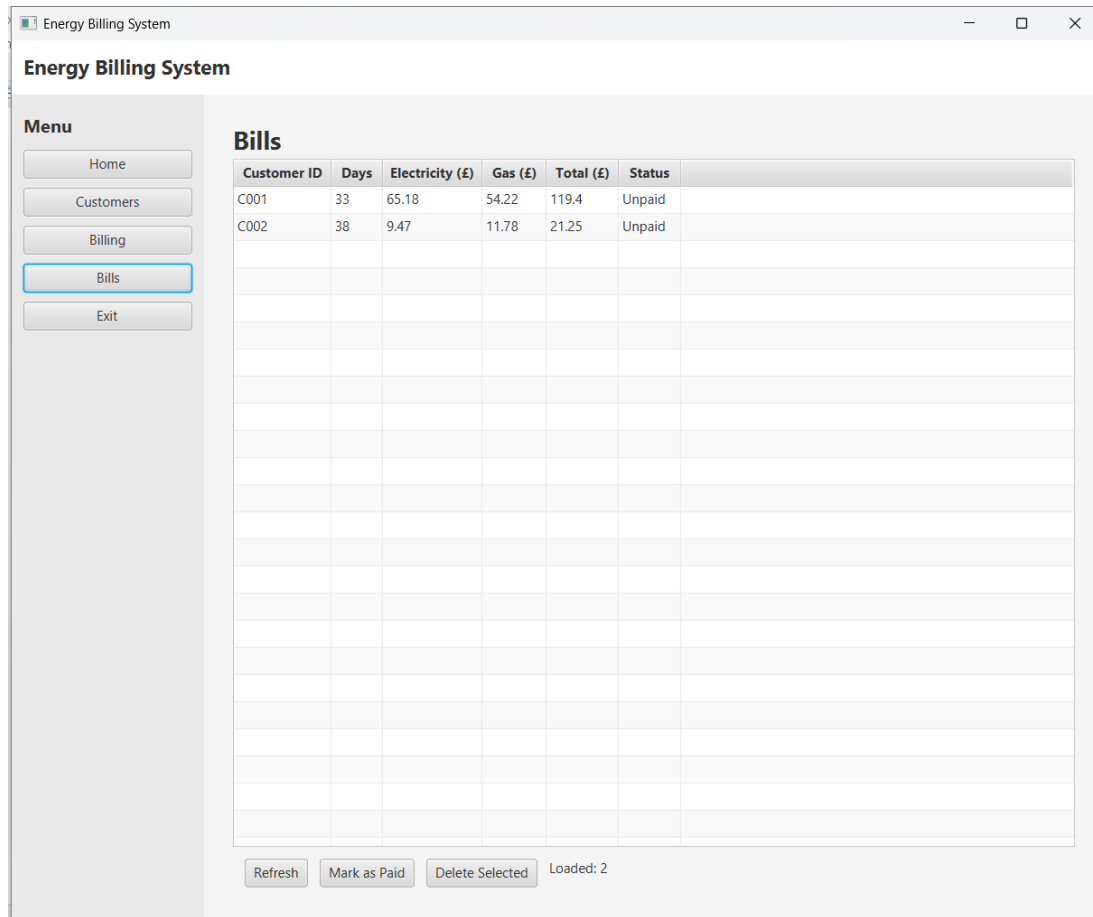 Energy Billing System
Energy Billing System
Menu
Home
Customers
Billing
Bills
Exit
Bills
Customer ID Days Electricity (£) Gas (£) Total (£) Status
C001 33 65.18 54.22 119.4 Unpaid
C002 38 9.47 11.78 21.25 Unpaid
Refresh Mark as Paid Delete Selected Loaded: 2